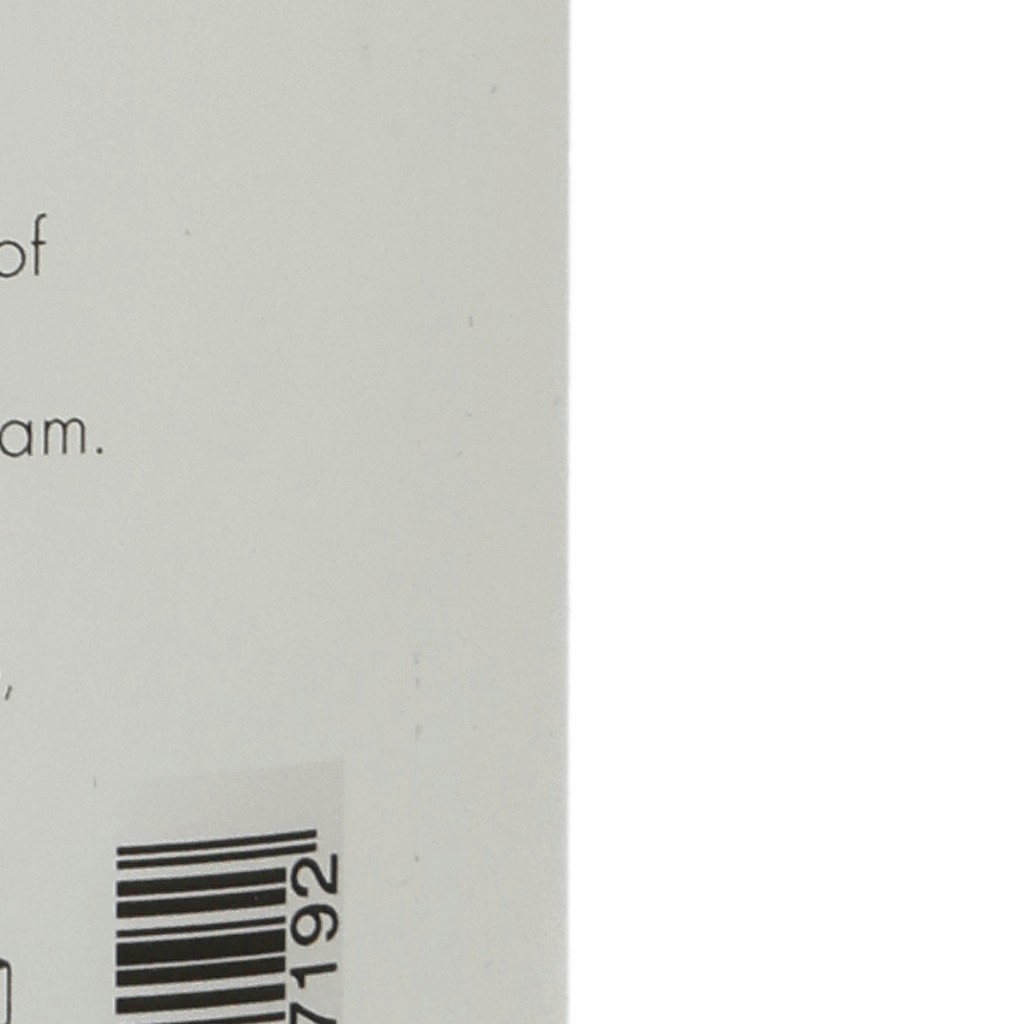 of
am.
,
7192